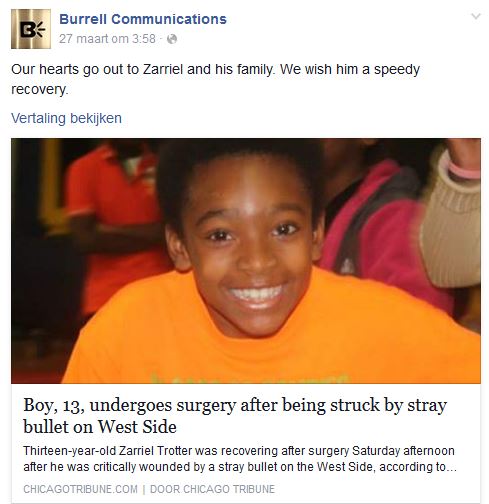 Burrell Communications
27 maart om 3:58 ·
Our hearts go out to Zarriel and his family. We wish him a speedy
recovery.
Vertaling bekijken
Boy, 13, undergoes surgery after being struck by stray
bullet on West Side
Thirteen-year-old Zarriel Trotter was recovering after surgery Saturday afternoon
after he was critically wounded by a stray bullet on the West Side, according to...
CHICAGOTRIBUNE.COM | DOOR CHICAGO TRIBUNE